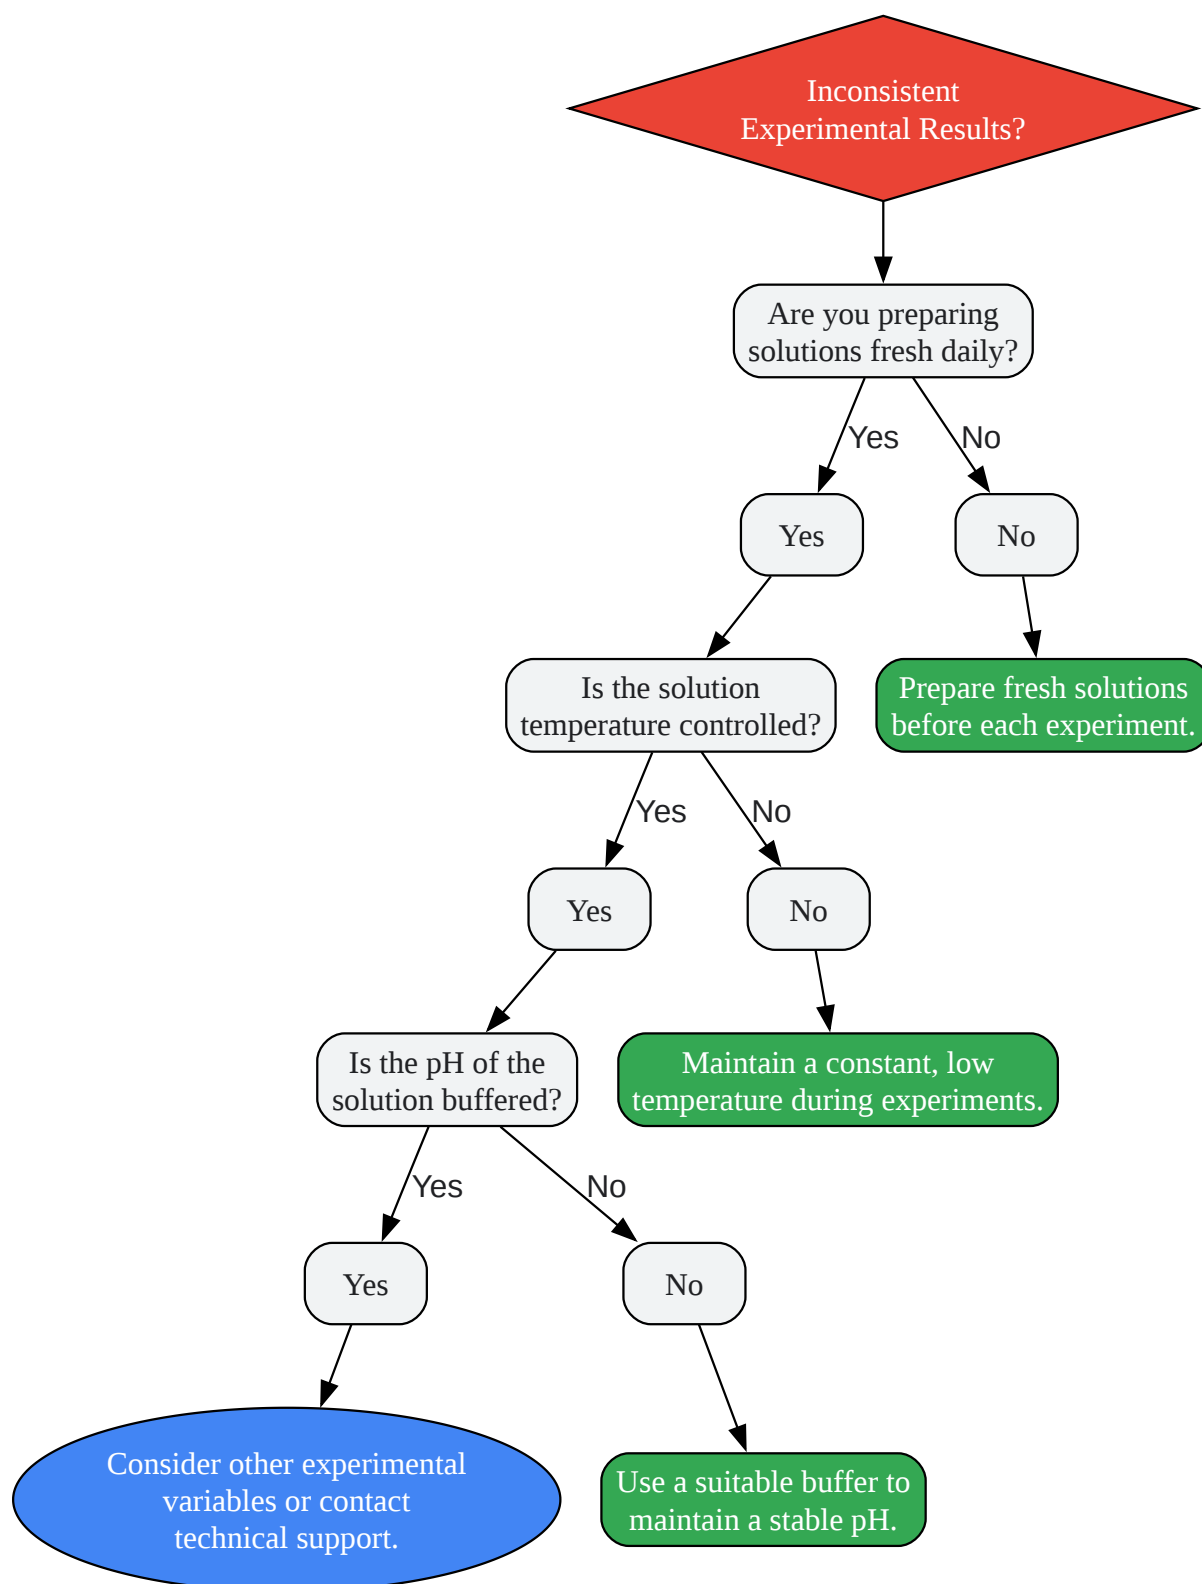 Inconsistent
Experimental Results?
Are you preparing
solutions fresh daily?
Yes
No
Yes
No
Is the solution
temperature controlled?
Prepare fresh solutions
before each experiment.
Yes
No
Yes
No
Is the pH of the
solution buffered?
Maintain a constant, low
temperature during experiments.
Yes
No
Yes
No
Consider other experimental
variables or contact
technical support.
Use a suitable buffer to
maintain a stable pH.